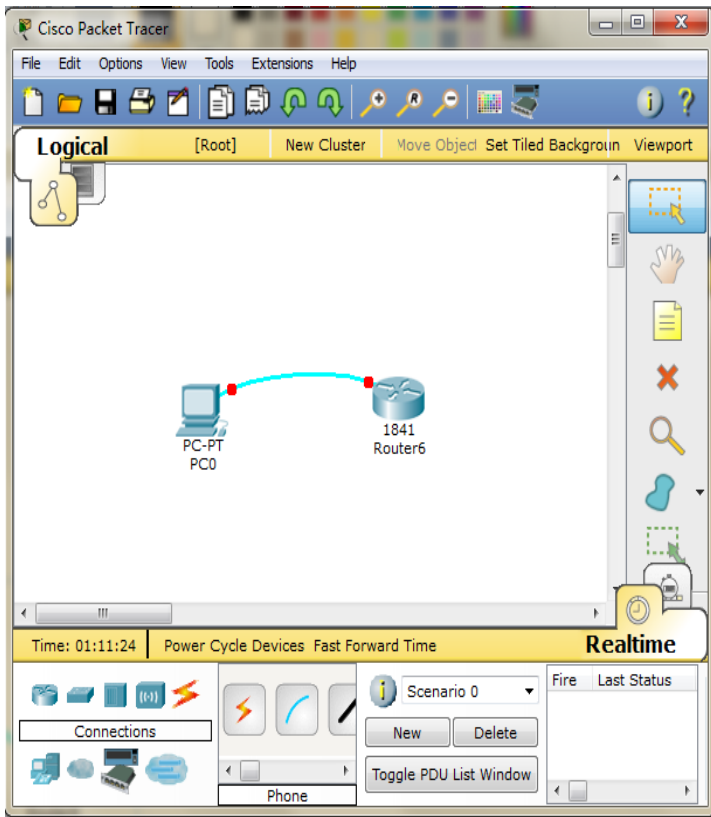 Cisco Packet Tracer
File Edit Options View Tools Extensions Help
Logical [Root] New Cluster Move Object Set Tiled Backgroun Viewport
1841
Router6
PC-PT
PC0
Time: 01:11:24 Power Cycle Devices Fast Forward Time Realtime
Connections
Phone
Scenario 0
New Delete
Toggle PDU List Window
Fire Last Status